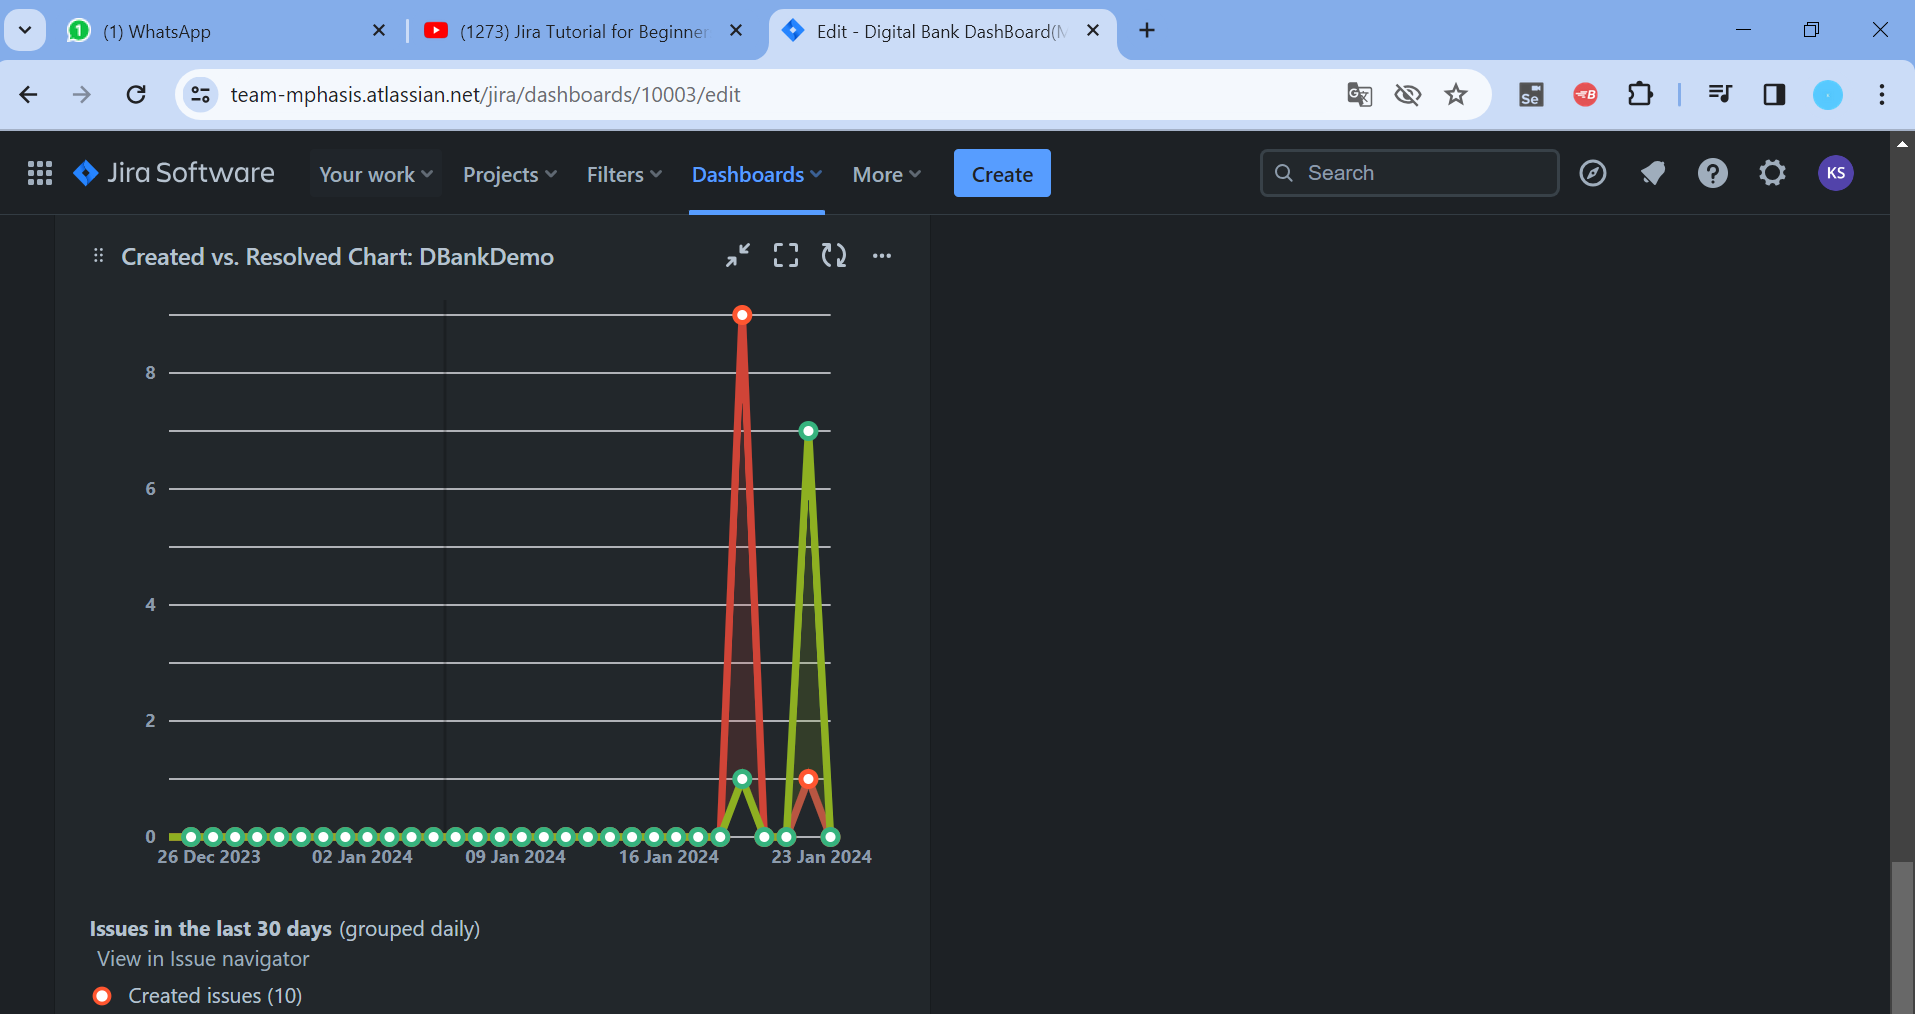 (1) WhatsApp
(1273) Jira Tutorial for Beginner
Edit - Digital Bank DashBoard(M
team-mphasis.atlassian.net/jira/dashboards/10003/edit
Se
B
Jira Software
Your work
Projects
Filters
Dashboards
More
Create
Search
KS
Created vs. Resolved Chart: DBankDemo
8
6
4
2
0
26 Dec 2023
02 Jan 2024
09 Jan 2024
16 Jan 2024
23 Jan 2024
Issues in the last 30 days (grouped daily)
View in Issue navigator
Created issues (10)